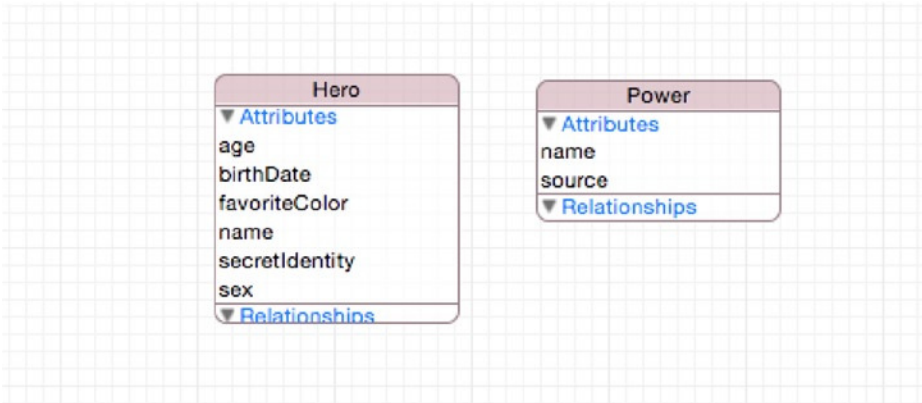 Hero
Attributes
age
birthDate
favoriteColor
name
secretIdentity
sex
Relationships
Power
Attributes
name
source
Relationships